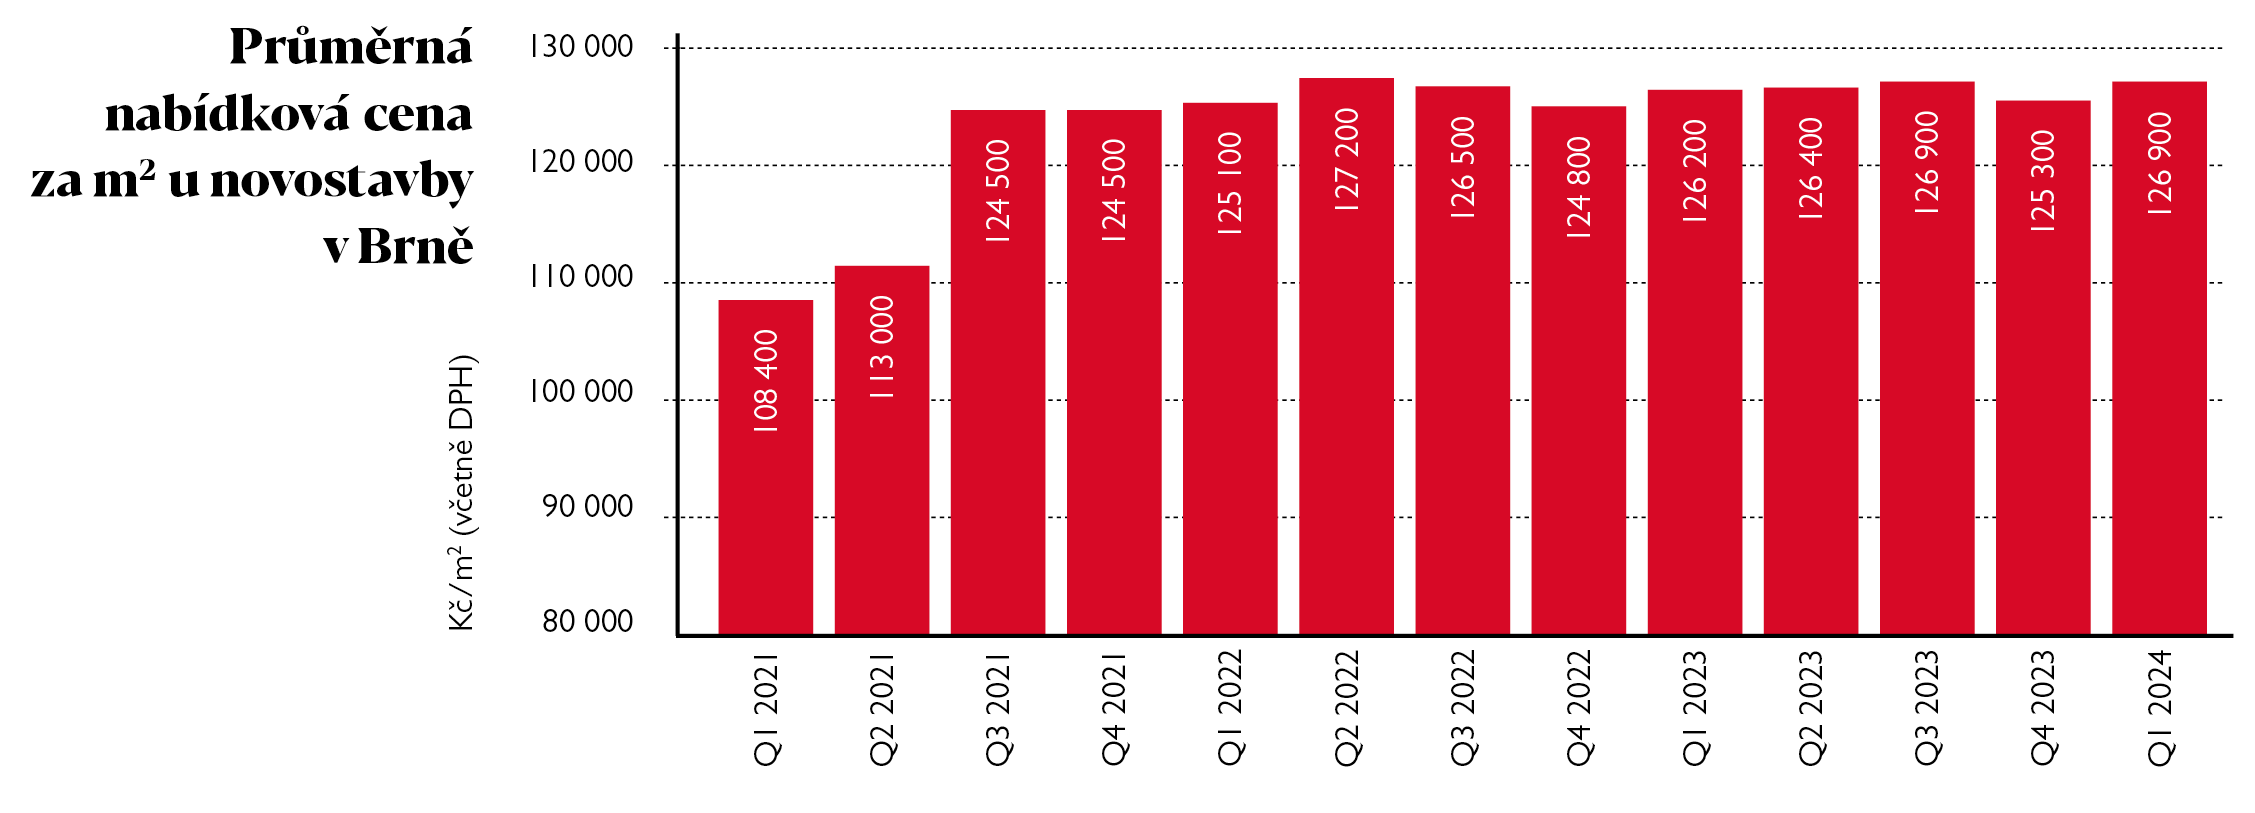 Průměrná
nabídková cena
za m² u novostavby
v Brně
Kč/m² (včetně DPH)
130 000
120 000
110 000
100 000
90 000
80 000
108 400
113 000
124 500
124 500
125 100
127 200
126 500
124 800
126 200
126 400
126 900
125 300
126 900
Q1 2021
Q2 2021
Q3 2021
Q4 2021
Q1 2022
Q2 2022
Q3 2022
Q4 2022
Q1 2023
Q2 2023
Q3 2023
Q4 2023
Q1 2024